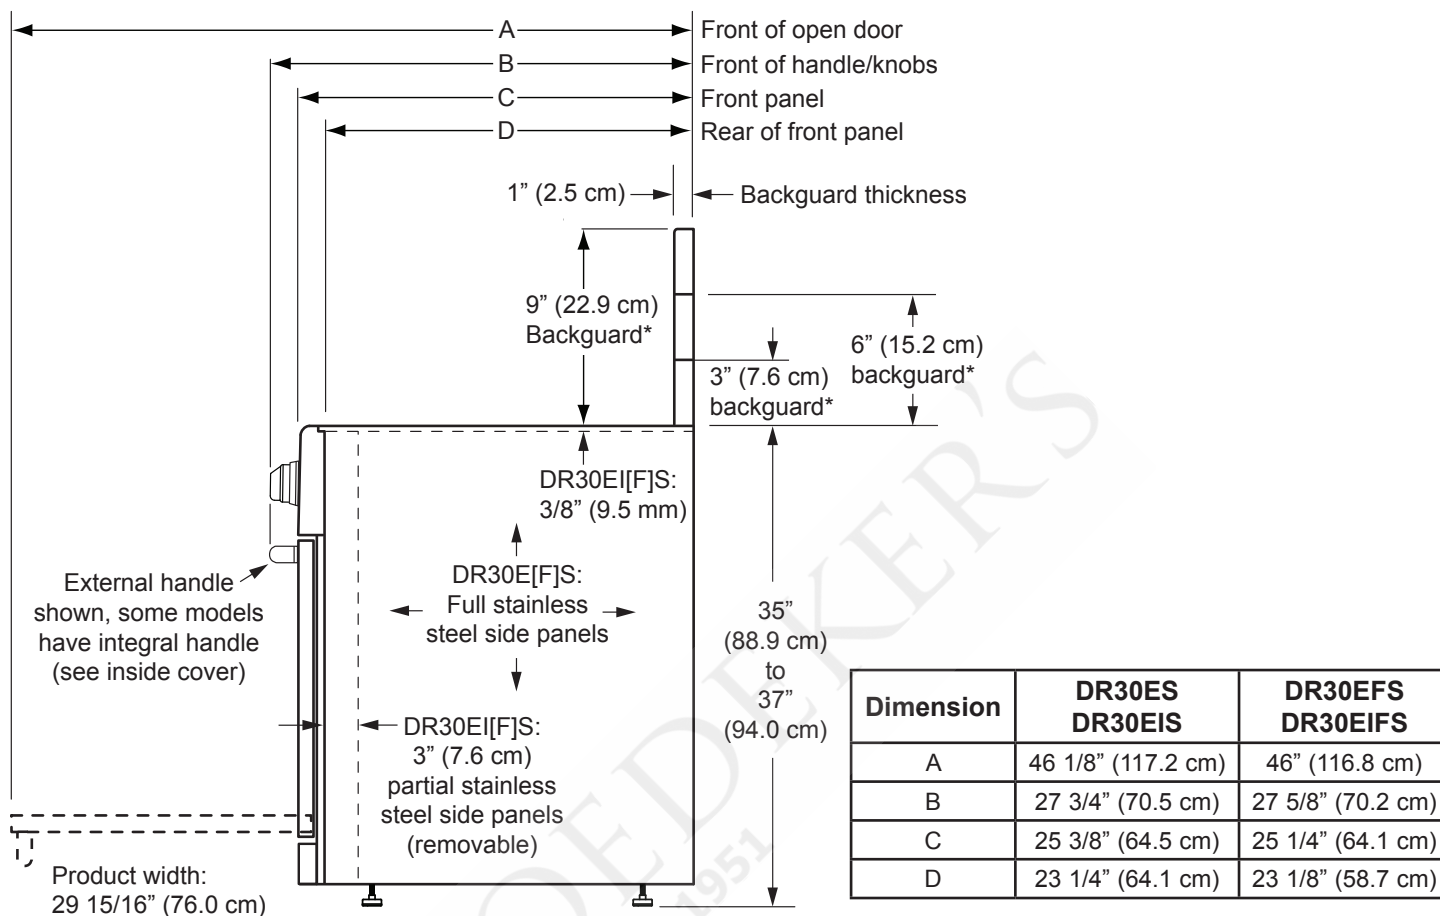 A
Front of open door
B
Front of handle/knobs
C
Front panel
D
Rear of front panel
1” (2.5 cm)
Backguard thickness
9” (22.9 cm)
Backguard*
6” (15.2 cm)
backguard*
3” (7.6 cm)
backguard*
DR30EI[F]S:
3/8” (9.5 mm)
External handle
shown, some models
have integral handle
(see inside cover)
DR30E[F]S:
Full stainless
steel side panels
35”
(88.9 cm)
to
37”
(94.0 cm)
DR30EI[F]S:
3” (7.6 cm)
partial stainless
steel side panels
(removable)
Product width:
29 15/16” (76.0 cm)
Dimension DR30ES DR30EFS
DR30EIS DR30EIFS
A 46 1/8” (117.2 cm) 46” (116.8 cm)
B 27 3/4” (70.5 cm) 27 5/8” (70.2 cm)
C 25 3/8” (64.5 cm) 25 1/4” (64.1 cm)
D 23 1/4” (64.1 cm) 23 1/8” (58.7 cm)
OEDEKER'S
1951